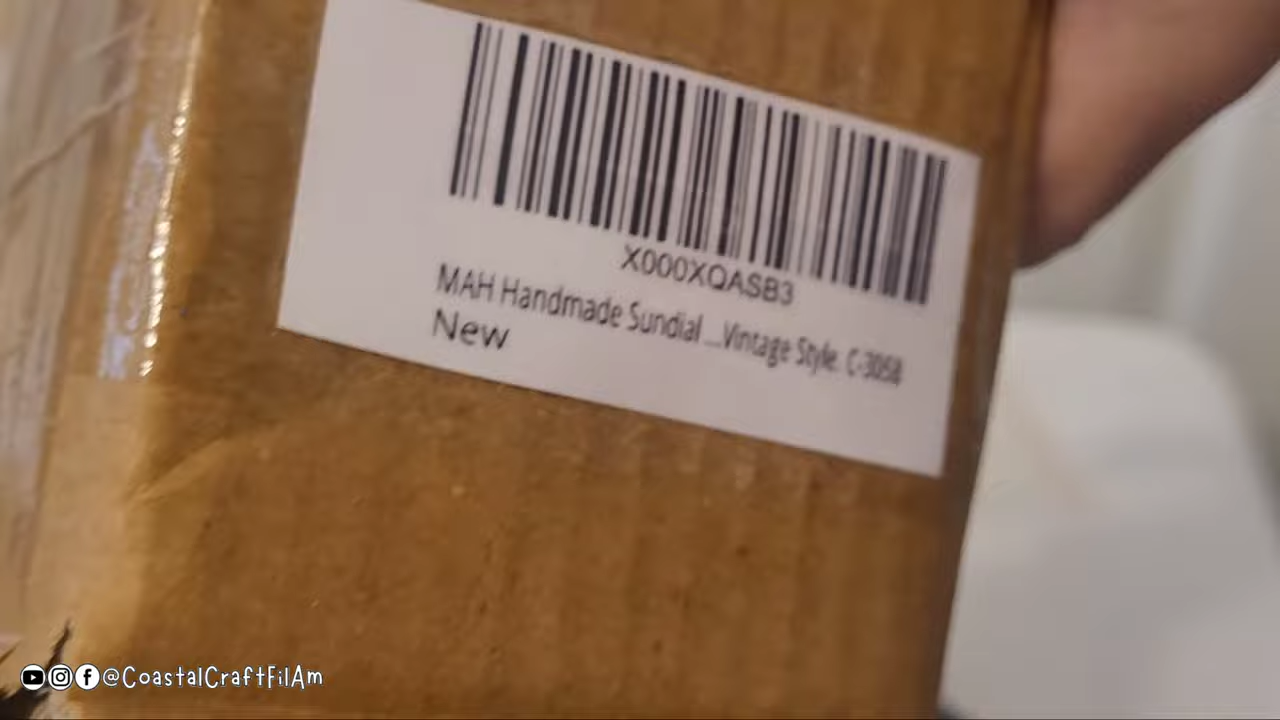 X000XQASB3
MAH Handmade Sundial ...Vintage Style. C-3058
New
@CoastalCraftFilAm